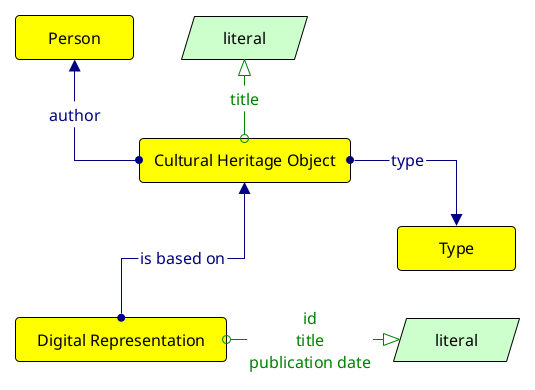 Person
literal
author
title
Cultural Heritage Object
type
Type
is based on
Digital Representation
id
title
publication date
literal